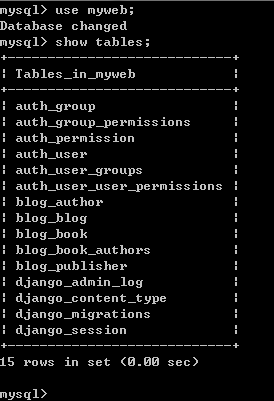 mysql> use myweb;
Database changed
mysql> show tables;
+----------------------------+
| Tables_in_myweb            |
+----------------------------+
| auth_group                 |
| auth_group_permissions     |
| auth_permission            |
| auth_user                  |
| auth_user_groups           |
| auth_user_user_permissions |
| blog_author                |
| blog_blog                  |
| blog_book                  |
| blog_book_authors          |
| blog_publisher             |
| django_admin_log           |
| django_content_type        |
| django_migrations          |
| django_session             |
+----------------------------+
15 rows in set (0.00 sec)
mysql>